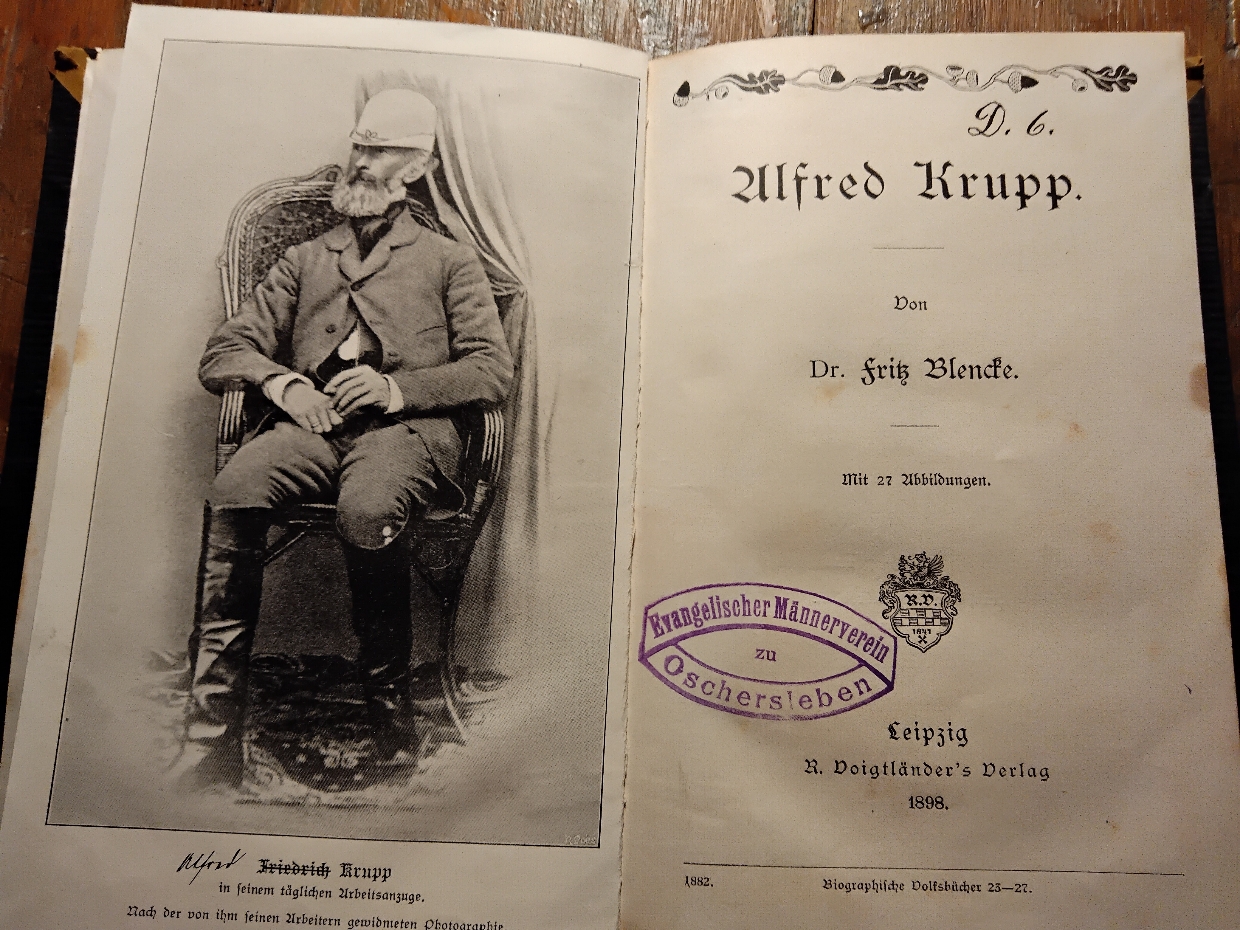 Alfred
Friedrich Krupp
in seinem täglichen Arbeitsanzuge.
Nach der von ihm seinen Arbeitern gewidmeten Photographie
D. 6.
Alfred Krupp.
Von
Dr. Fritz Blencke.
Mit 27 Abbildungen.
R.V.
Evangelischer Männerverein
zu
Oschersleben
Leipzig
R. Voigtländer's Verlag
1898.
1882.
Biographische Volksbücher 23—27.